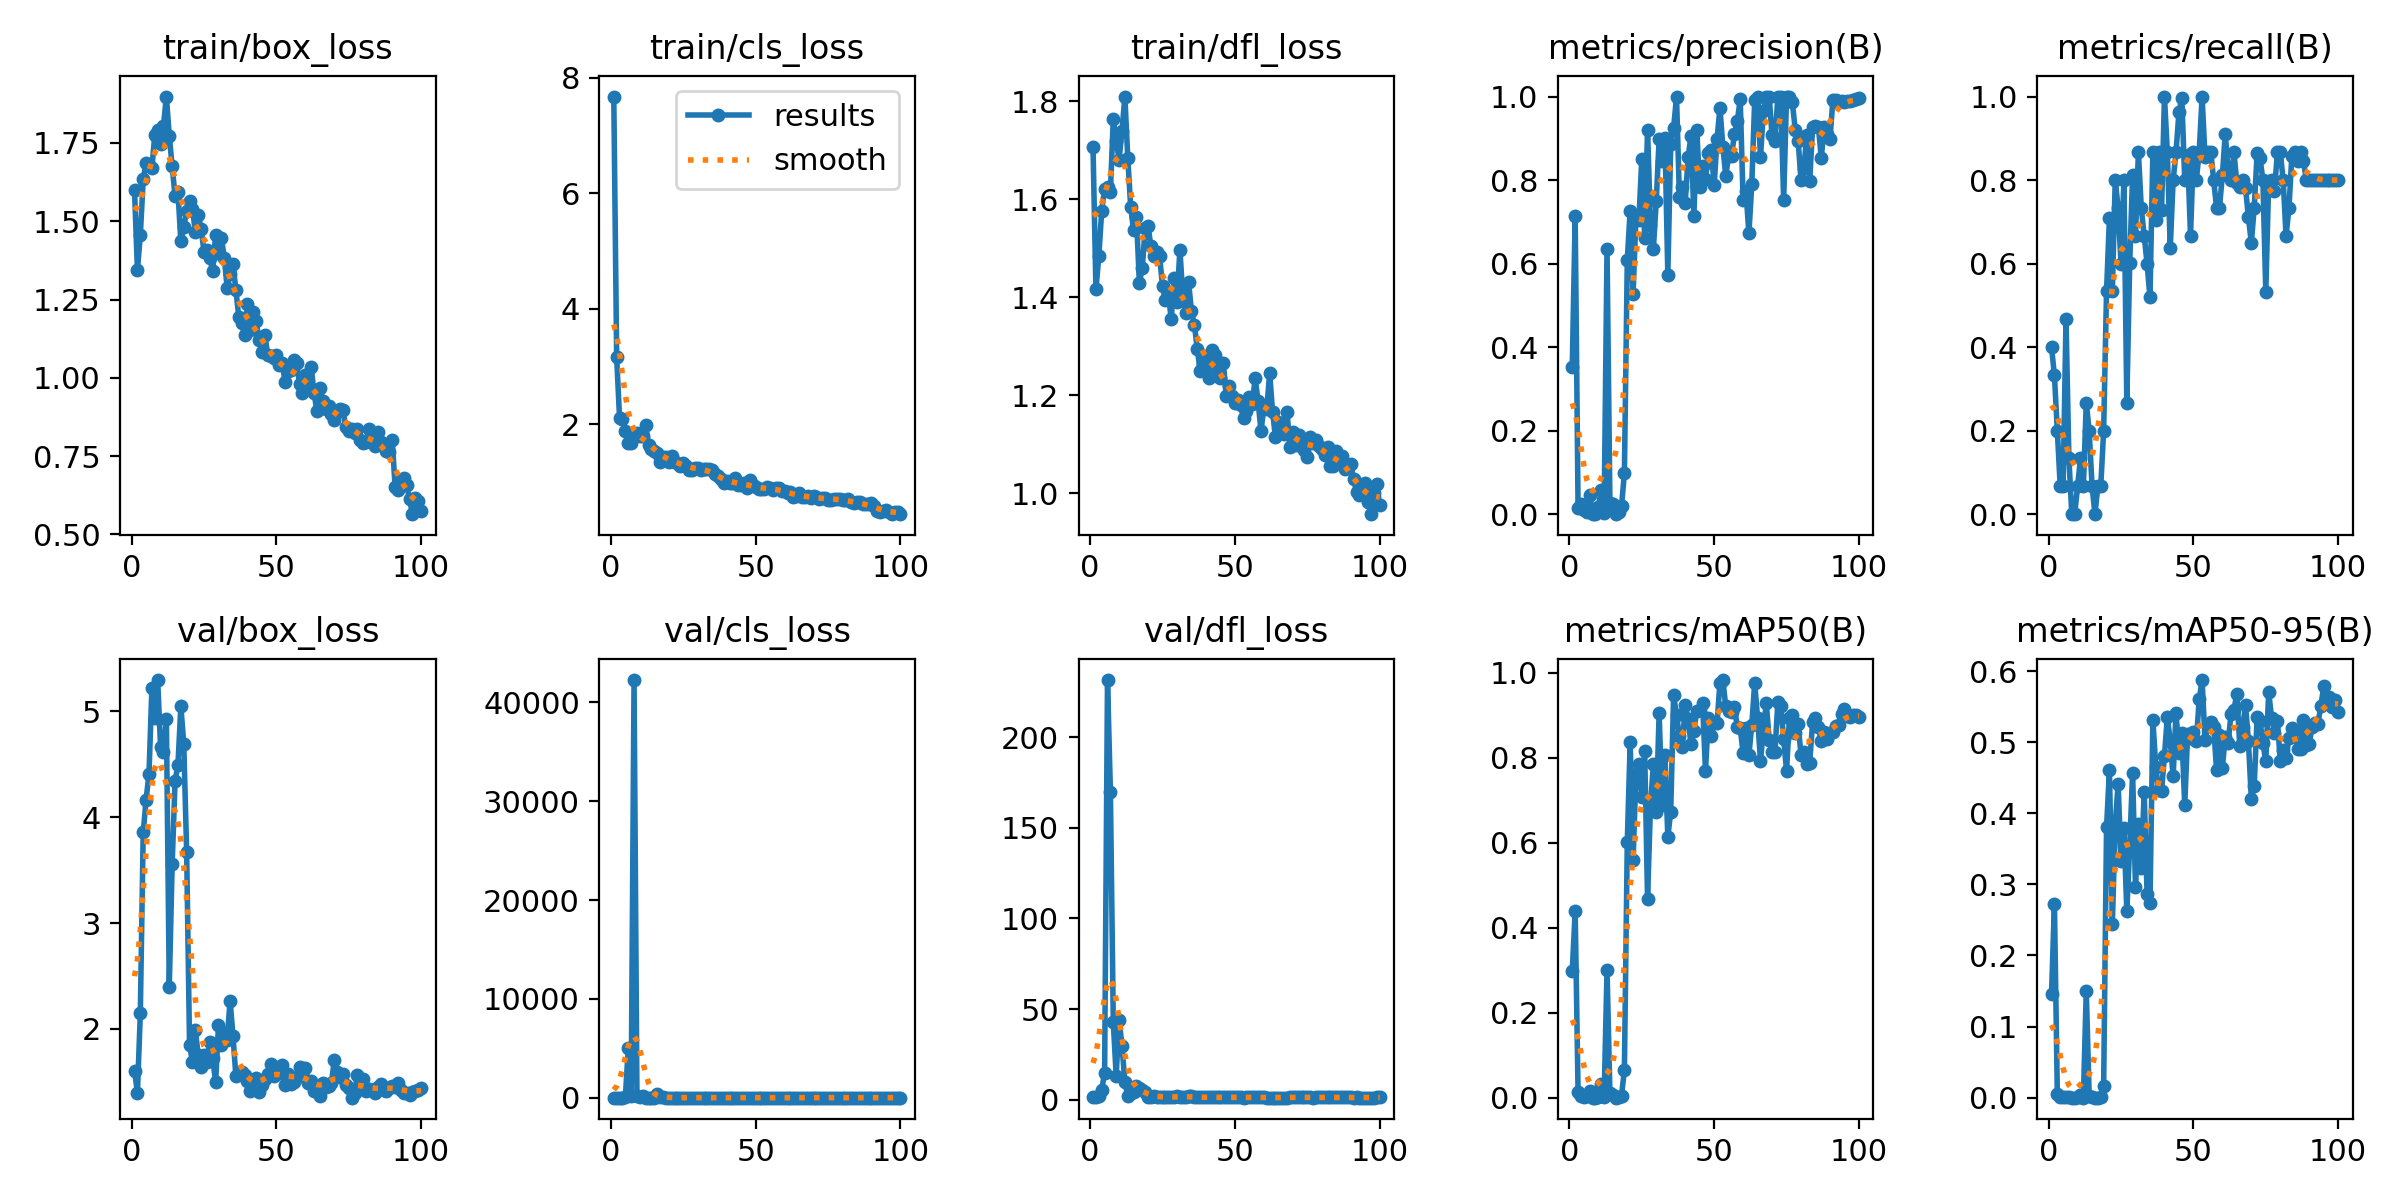 train/box_loss
1.75
1.50
1.25
1.00
0.75
0.50
0 50 100
train/cls_loss
results
smooth
8
6
4
2
0 50 100
train/dfl_loss
1.8
1.6
1.4
1.2
1.0
0 50 100
metrics/precision(B)
1.0
0.8
0.6
0.4
0.2
0.0
0 50 100
metrics/recall(B)
1.0
0.8
0.6
0.4
0.2
0.0
0 50 100
val/box_loss
5
4
3
2
0 50 100
val/cls_loss
40000
30000
20000
10000
0
0 50 100
val/dfl_loss
200
150
100
50
0
0 50 100
metrics/mAP50(B)
1.0
0.8
0.6
0.4
0.2
0.0
0 50 100
metrics/mAP50-95(B)
0.6
0.5
0.4
0.3
0.2
0.1
0.0
0 50 100